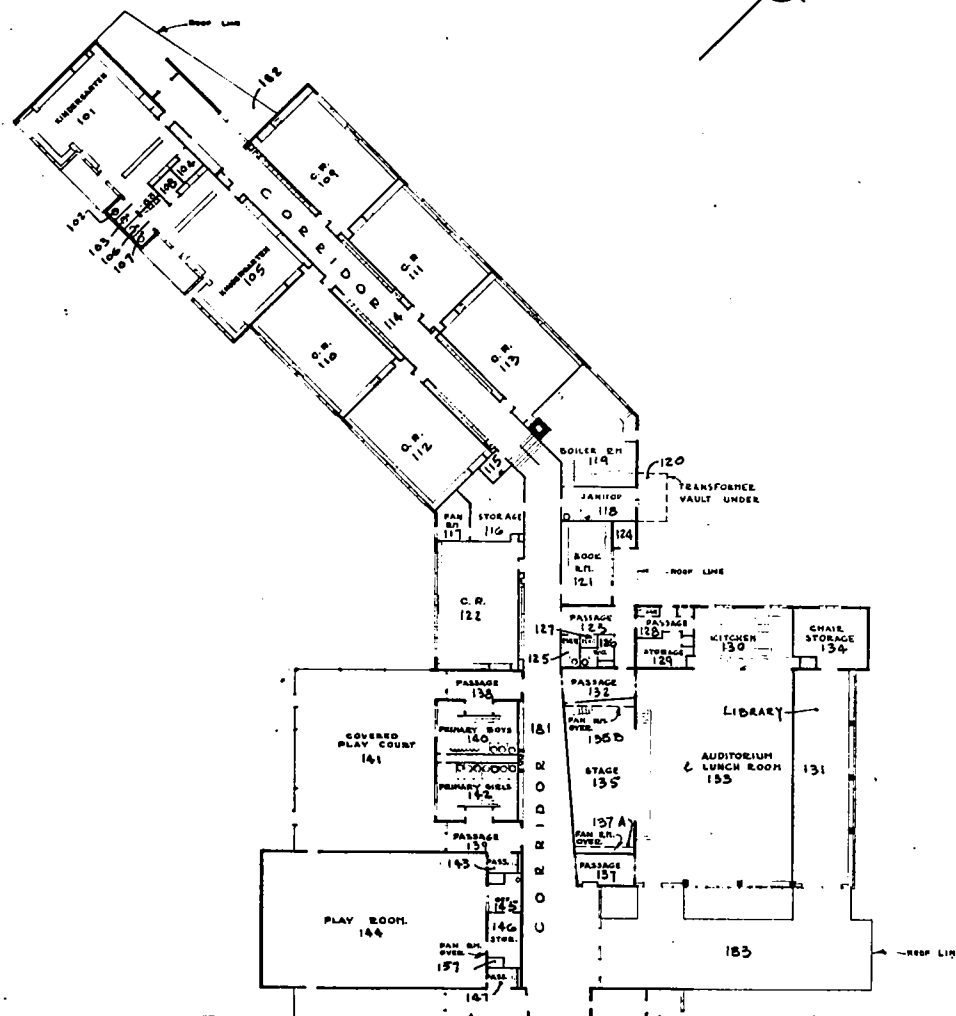 ROOF LINE
182
KINDERGARTEN
101
C.R.
109
104
108
102
103
106
107
KINDERGARTEN
105
CORRIDOR
114
C.R.
111
C.R.
110
C.R.
113
C.R.
112
115
BOILER RM
119
120
TRANSFORMER
VAULT UNDER
JANITOR
118
FAN
RM
117
STORAGE
116
124
BOOK
RM.
121
ROOF LINE
C.R.
122
PASSAGE
123
127
126
125
PASSAGE
128
STORAGE
129
KITCHEN
130
CHAIR
STORAGE
134
PASSAGE
138
PASSAGE
132
FAN RM.
OVER
135B
LIBRARY
PRIMARY BOYS
140
181
COVERED
PLAY COURT
141
STAGE
135
AUDITORIUM
& LUNCH ROOM
133
131
PRIMARY GIRLS
142
137A
FAN RM.
OVER
PASSAGE
139
143
PASS.
PASSAGE
137
CORRIDOR
145
PLAY ROOM.
144
146
STOR.
FAN RM.
OVER
157
PASS.
147
183
ROOF LIN